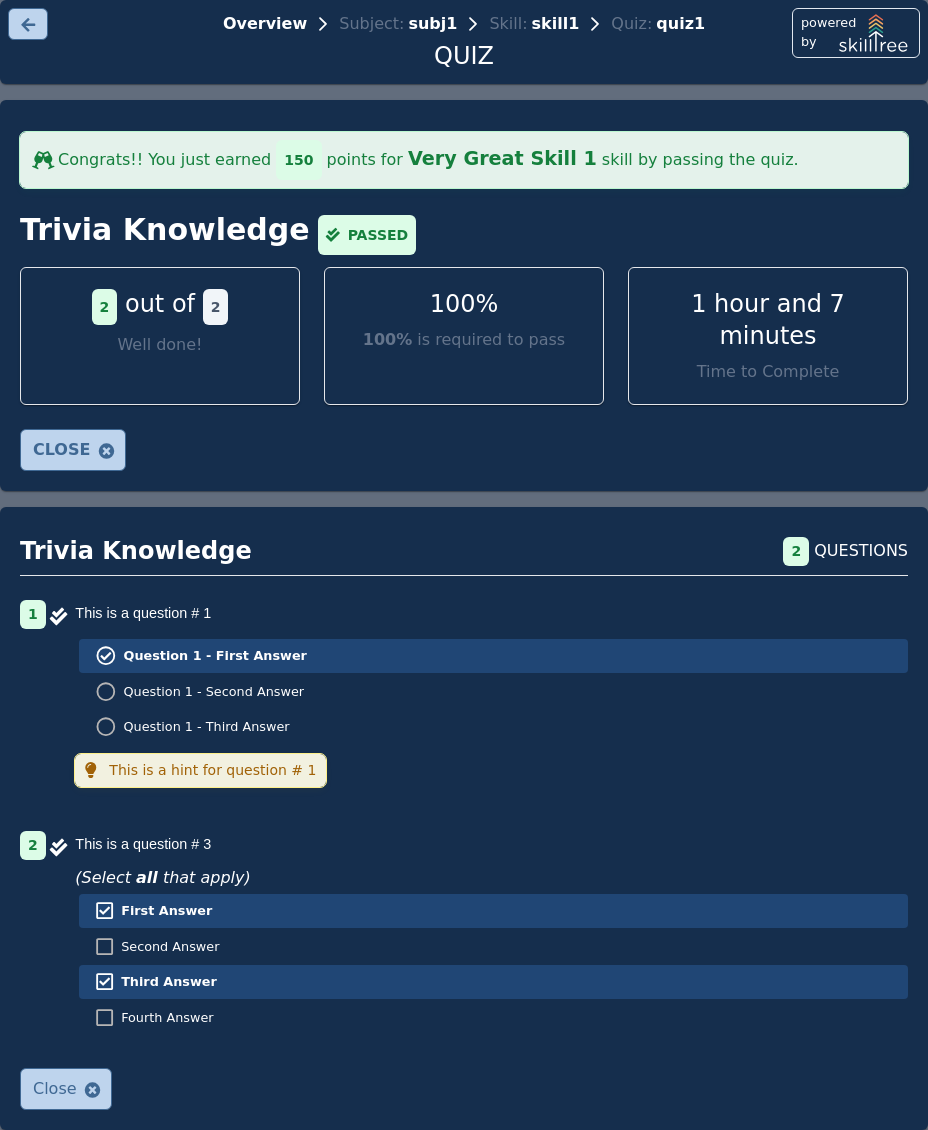 Overview > Subject: subj1 > Skill: skill1 > Quiz: quiz1
QUIZ
powered by
skilltree
Congrats!! You just earned 150 points for Very Great Skill 1 skill by passing the quiz.
Trivia Knowledge PASSED
2 out of 2
Well done!
100%
100% is required to pass
1 hour and 7
minutes
Time to Complete
CLOSE
Trivia Knowledge
2 QUESTIONS
1 This is a question # 1
Question 1 - First Answer
Question 1 - Second Answer
Question 1 - Third Answer
This is a hint for question # 1
2 This is a question # 3
(Select all that apply)
First Answer
Second Answer
Third Answer
Fourth Answer
Close